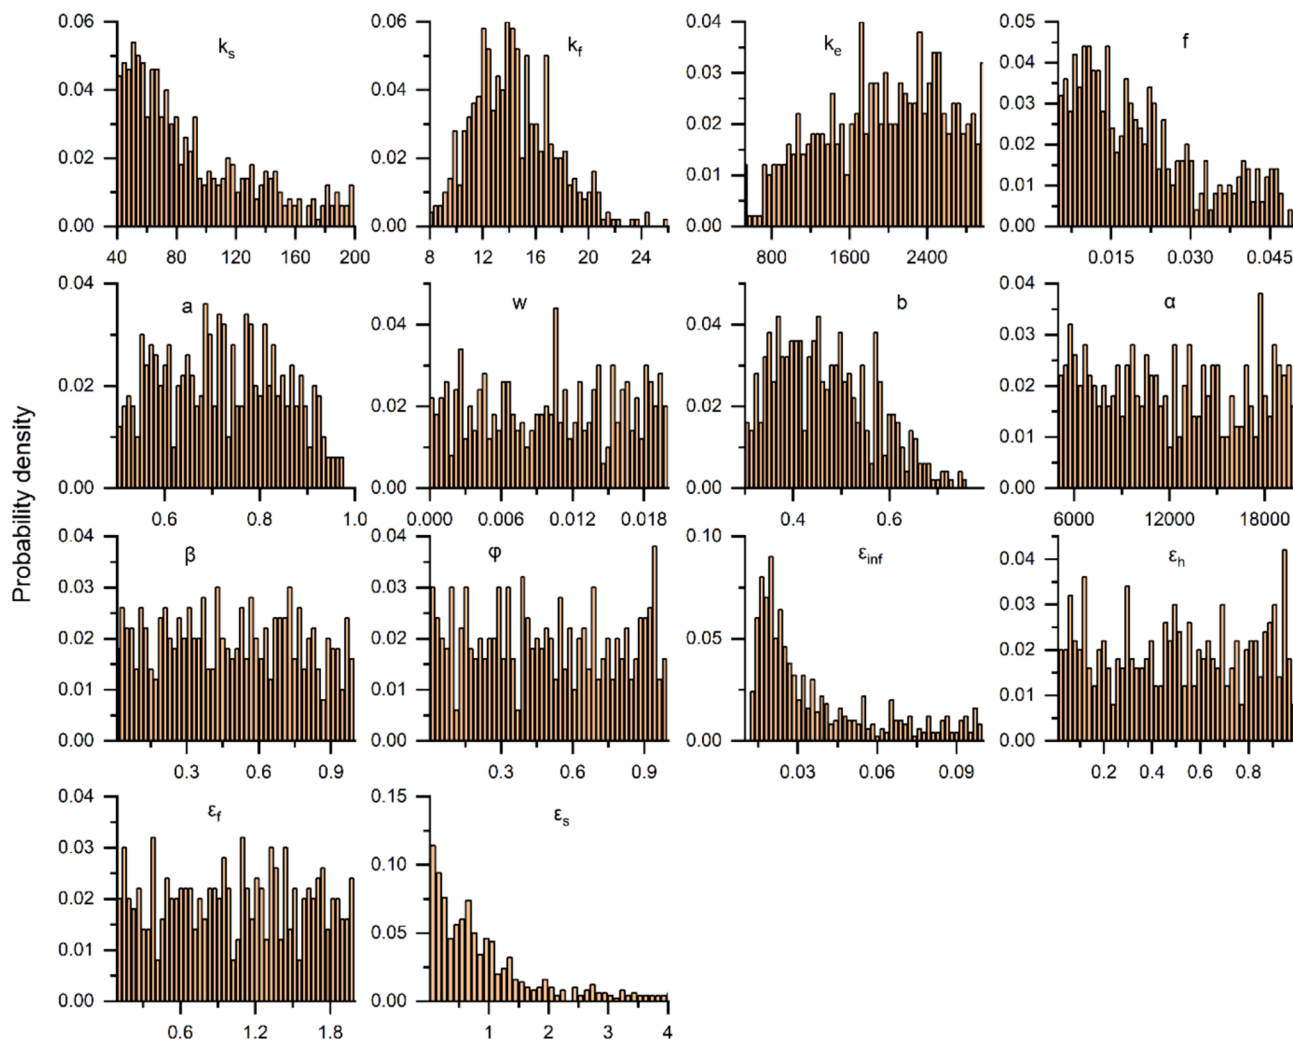 Probability density
k_s
0.06
0.04
0.02
0.00
40 80 120 160 200
k_f
0.06
0.04
0.02
0.00
8 12 16 20 24
k_e
0.04
0.03
0.02
0.01
0.00
800 1600 2400
f
0.05
0.04
0.03
0.02
0.01
0.00
0.015 0.030 0.045
a
0.04
0.02
0.00
0.6 0.8 1.0
w
0.04
0.02
0.00
0.000 0.006 0.012 0.018
b
0.04
0.02
0.00
0.4 0.6
α
0.04
0.03
0.02
0.01
0.00
6000 12000 18000
β
0.04
0.03
0.02
0.01
0.00
0.3 0.6 0.9
φ
0.04
0.03
0.02
0.01
0.00
0.3 0.6 0.9
ε_inf
0.10
0.05
0.00
0.03 0.06 0.09
ε_h
0.04
0.03
0.02
0.01
0.00
0.2 0.4 0.6 0.8
ε_f
0.04
0.03
0.02
0.01
0.00
0.6 1.2 1.8
ε_s
0.15
0.10
0.05
0.00
1 2 3 4